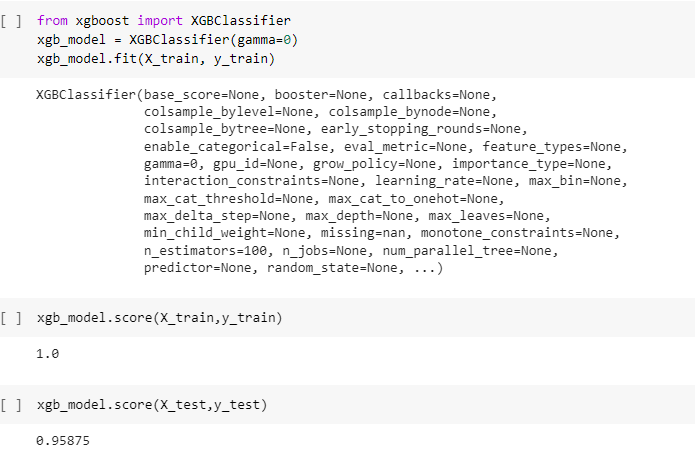 [ ] from xgboost import XGBClassifier
xgb_model = XGBClassifier(gamma=0)
xgb_model.fit(X_train, y_train)
XGBClassifier(base_score=None, booster=None, callbacks=None,
colsample_bylevel=None, colsample_bynode=None,
colsample_bytree=None, early_stopping_rounds=None,
enable_categorical=False, eval_metric=None, feature_types=None,
gamma=0, gpu_id=None, grow_policy=None, importance_type=None,
interaction_constraints=None, learning_rate=None, max_bin=None,
max_cat_threshold=None, max_cat_to_onehot=None,
max_delta_step=None, max_depth=None, max_leaves=None,
min_child_weight=None, missing=nan, monotone_constraints=None,
n_estimators=100, n_jobs=None, num_parallel_tree=None,
predictor=None, random_state=None, ...)
[ ] xgb_model.score(X_train,y_train)
1.0
[ ] xgb_model.score(X_test,y_test)
0.95875